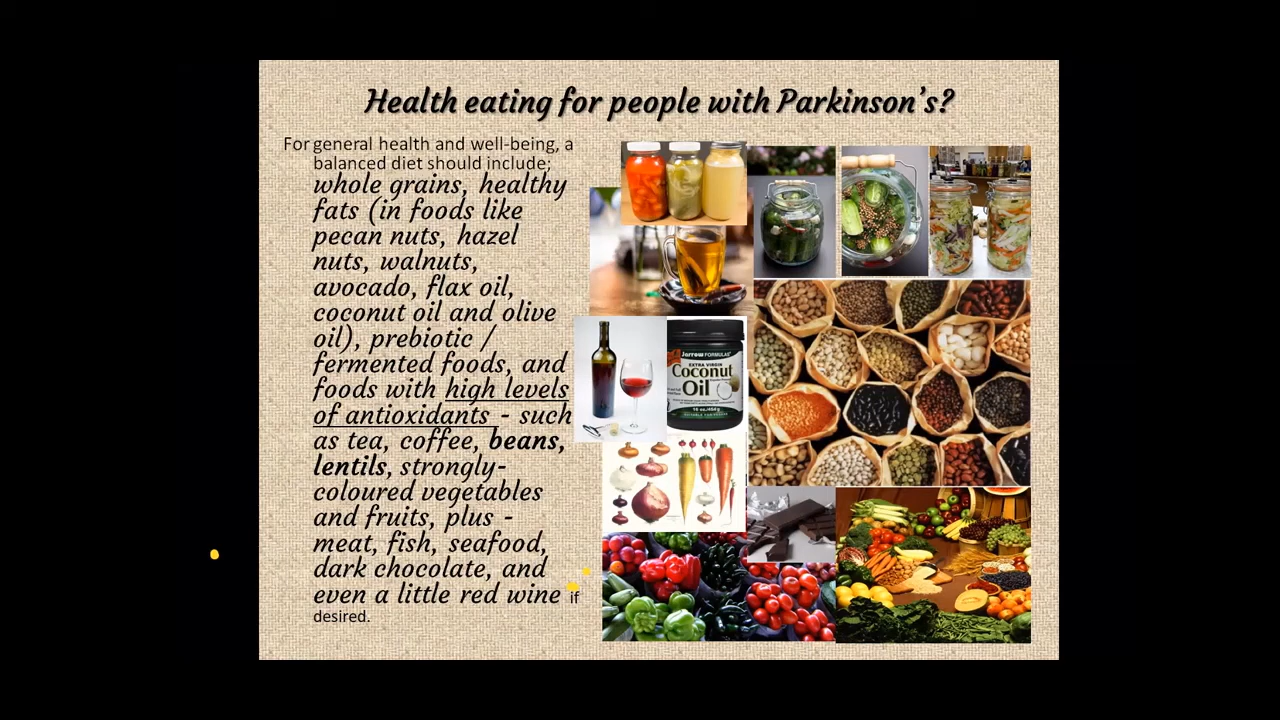 Health eating for people with Parkinson's?
For general health and well-being, a
balanced diet should include;
whole grains, healthy
fats (in foods like
pecan nuts, hazel
nuts, walnuts,
avocado, flax oil,
coconut oil and olive
oil), prebiotic /
fermented foods, and
foods with high levels
of antioxidants - such
as tea, coffee, beans,
lentils, strongly-
coloured vegetables
and fruits, plus -
meat, fish, seafood,
dark chocolate, and
even a little red wine if
desired.
Jarrow FORMULAS
EXTRA VIRGIN
Coconut
Oil
16 oz./454g